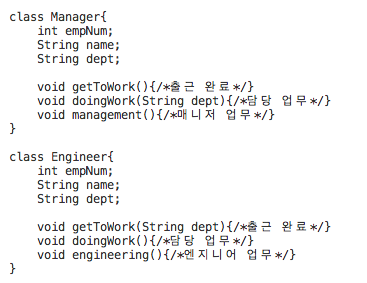 class Manager{
    int empNum;
    String name;
    String dept;

    void getToWork(){/*출근 완료*/}
    void doingWork(String dept){/*담당 업무*/}
    void management(){/*매니저 업무*/}
}

class Engineer{
    int empNum;
    String name;
    String dept;

    void getToWork(String dept){/*출근 완료*/}
    void doingWork(){/*담당 업무*/}
    void engineering(){/*엔지니어 업무*/}
}